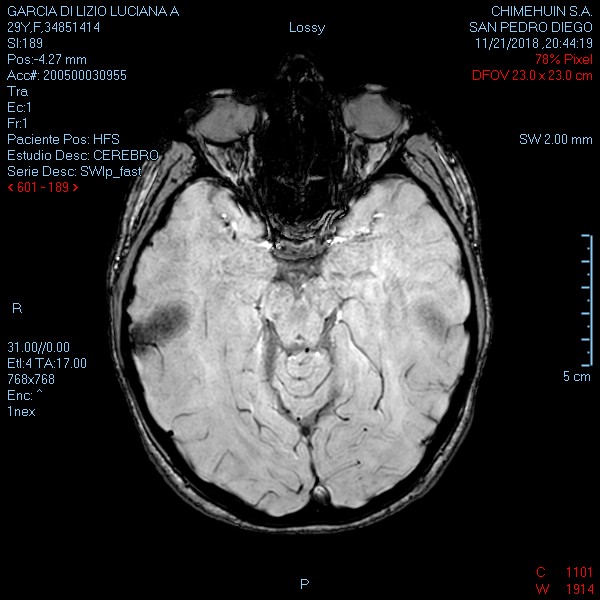 GARCIA DI LIZIO LUCIANA A
29Y,F,34851414
Sl:189
Pos:-4.27 mm
Acc#: 200500030955
Tra
Ec:1
Fr:1
Paciente Pos: HFS
Estudio Desc: CEREBRO
Serie Desc: SWIp_fast
< 601 - 189 >
Lossy
CHIMEHUIN S.A.
SAN PEDRO DIEGO
11/21/2018 ,20:44:19
78% Pixel
DFOV 23.0 x 23.0 cm
SW 2.00 mm
R
31.00//0.00
Etl:4 TA:17.00
768x768
Enc: ^
1nex
5 cm
P
C 1101
W 1914